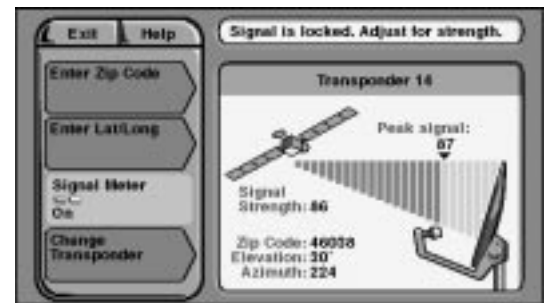 Exit Help
Signal is locked. Adjust for strength.
Enter Zip Code
Enter Lat/Long
Signal Meter
On
Change
Transponder
Transponder 14
Peak signal:
87
Signal
Strength: 86
Zip Code: 46038
Elevation: 30°
Azimuth: 224